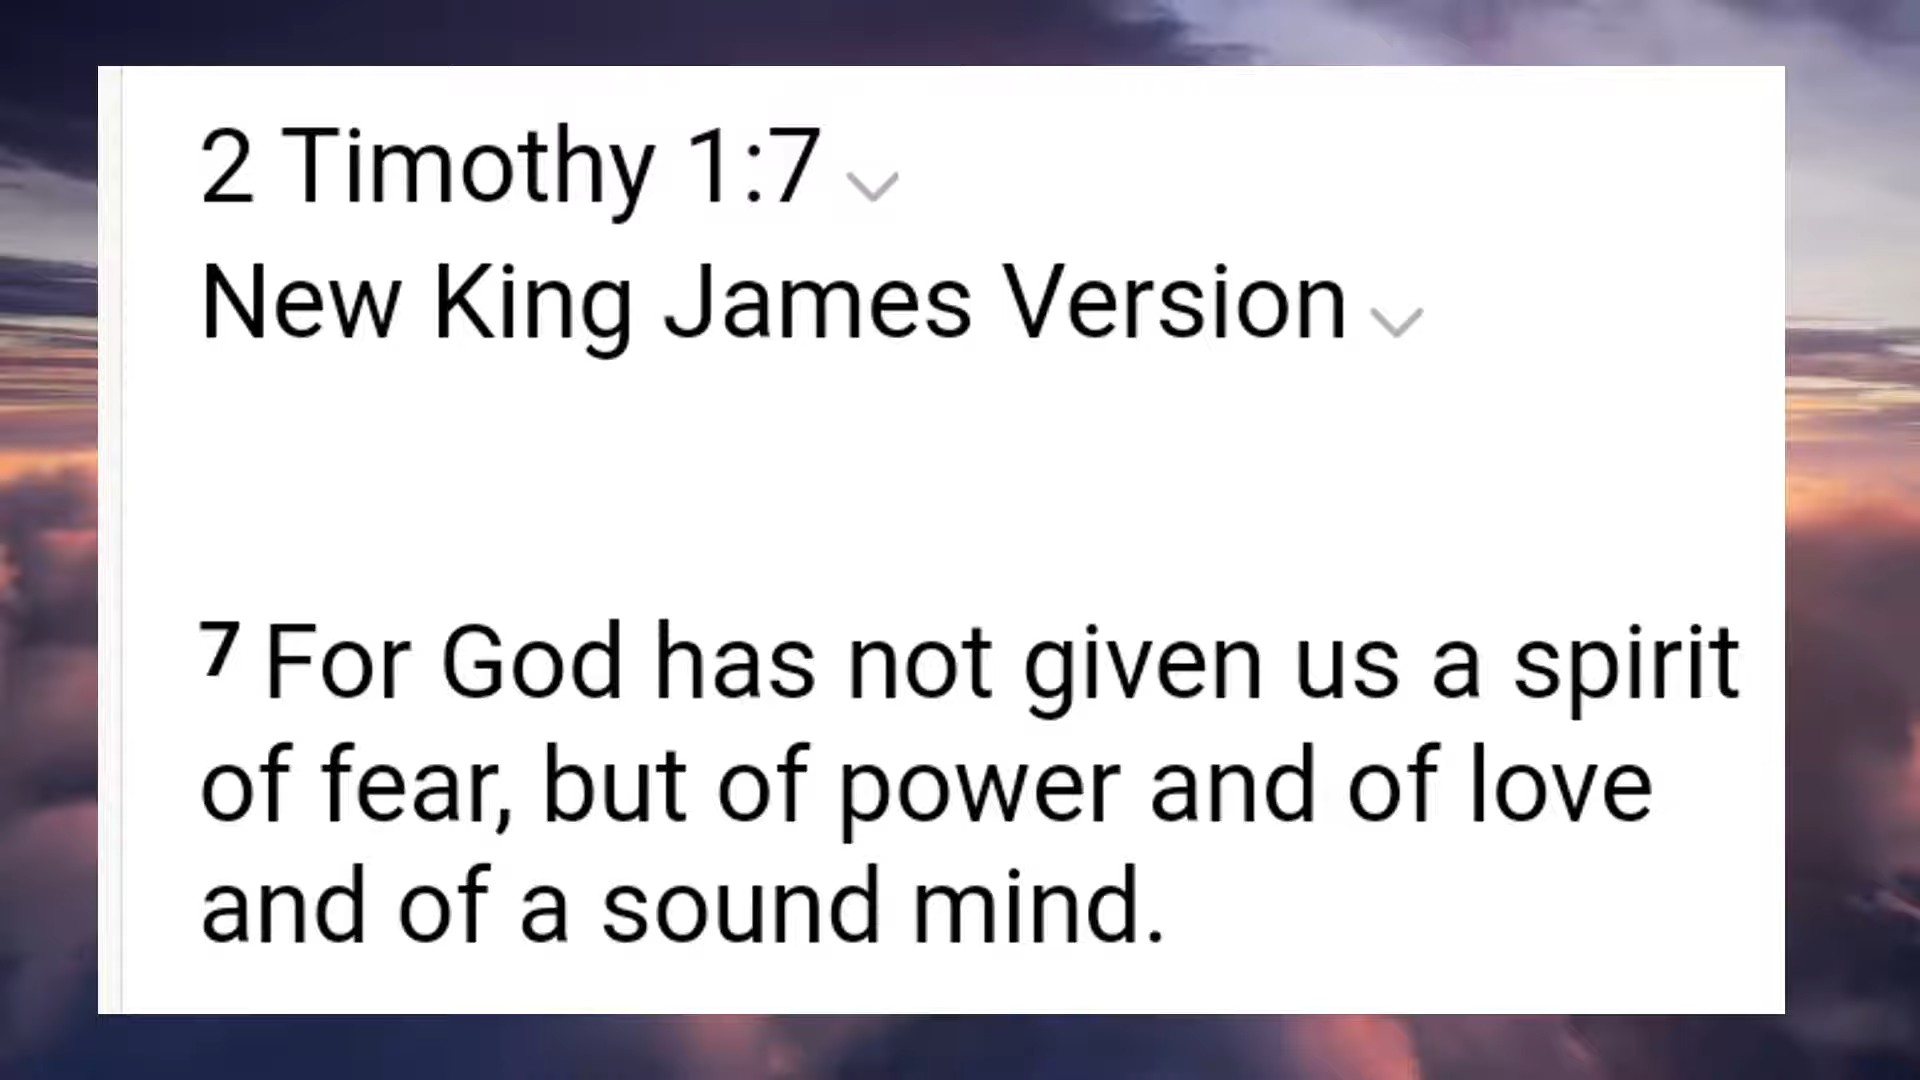 2 Timothy 1:7
New King James Version
7 For God has not given us a spirit
of fear, but of power and of love
and of a sound mind.